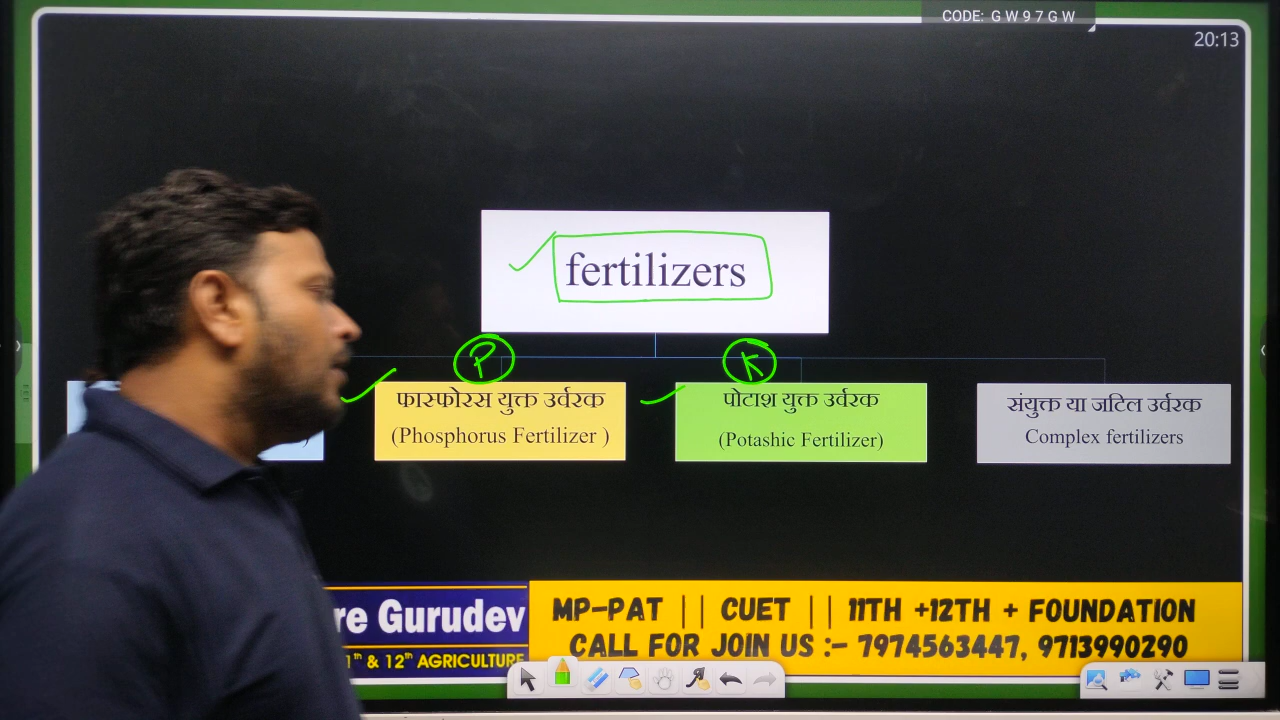 CODE: G W 9 7 G W
20:13
fertilizers
P
K
फास्फोरस युक्त उर्वरक
(Phosphorus Fertilizer )
पोटाश युक्त उर्वरक
(Potashic Fertilizer)
संयुक्त या जटिल उर्वरक
Complex fertilizers
)
re Gurudev
1th & 12th AGRICULTURE
MP-PAT || CUET || 11TH +12TH + FOUNDATION
CALL FOR JOIN US :- 7974563447, 9713990290